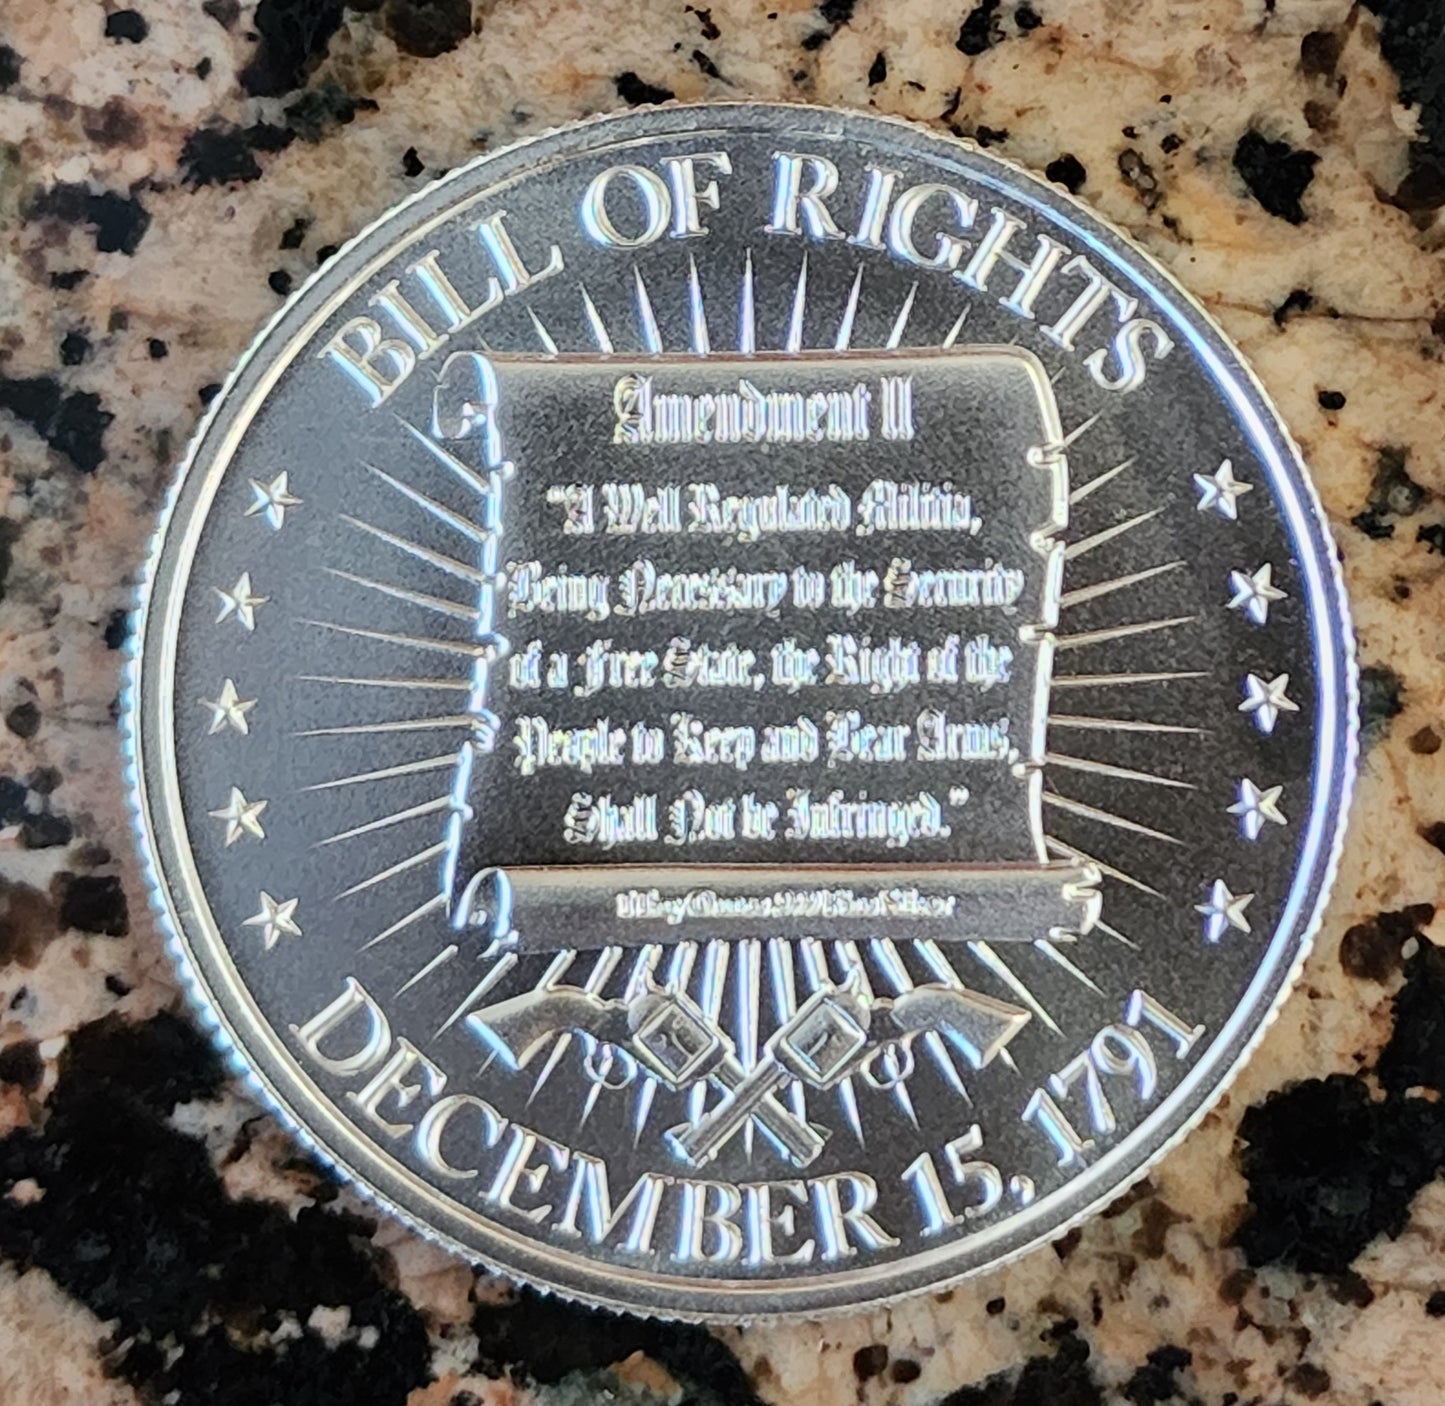 BILL OF RIGHTS
Amendment II
"A Well Regulated Militia,
Being Necessary to the Security
of a Free State, the Right of the
People to Keep and Bear Arms,
Shall Not be Infringed."
DECEMBER 15, 1791